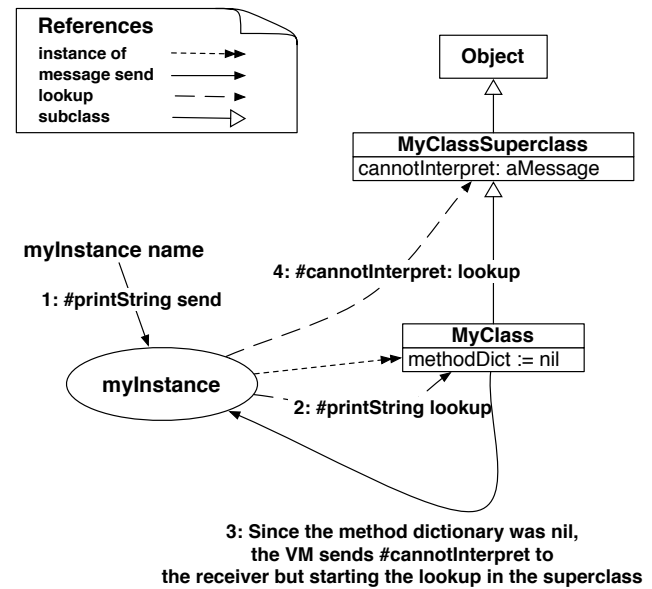 References
instance of
message send
lookup
subclass
Object
MyClassSuperclass
cannotInterpret: aMessage
myInstance name
4: #cannotInterpret: lookup
1: #printString send
MyClass
methodDict := nil
myInstance
2: #printString lookup
3: Since the method dictionary was nil,
the VM sends #cannotInterpret to
the receiver but starting the lookup in the superclass